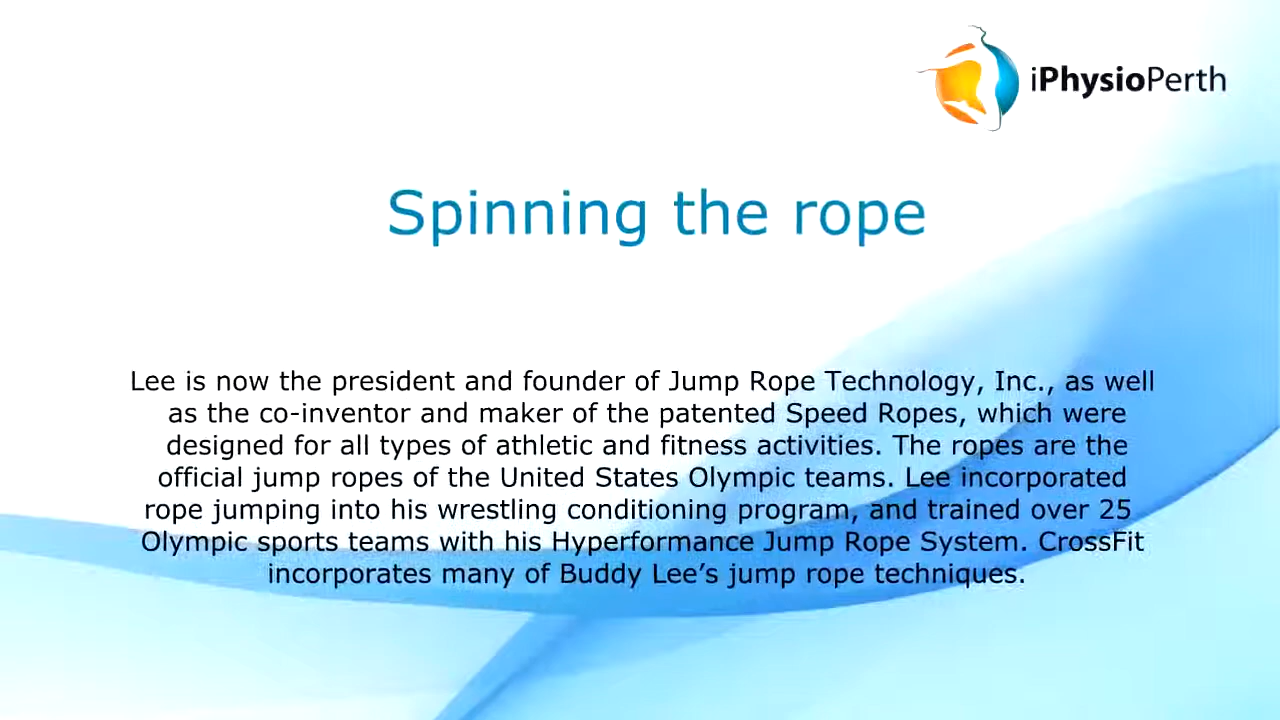 iPhysioPerth
Spinning the rope
Lee is now the president and founder of Jump Rope Technology, Inc., as well
as the co-inventor and maker of the patented Speed Ropes, which were
designed for all types of athletic and fitness activities. The ropes are the
official jump ropes of the United States Olympic teams. Lee incorporated
rope jumping into his wrestling conditioning program, and trained over 25
Olympic sports teams with his Hyperformance Jump Rope System. CrossFit
incorporates many of Buddy Lee’s jump rope techniques.